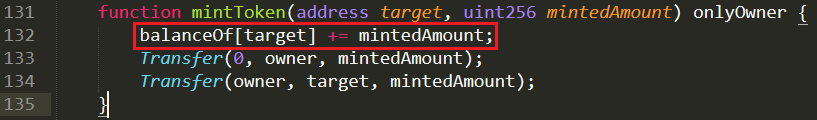 131 function mintToken(address target, uint256 mintedAmount) onlyOwner {
132 balanceOf[target] += mintedAmount;
133 Transfer(0, owner, mintedAmount);
134 Transfer(owner, target, mintedAmount);
135 }